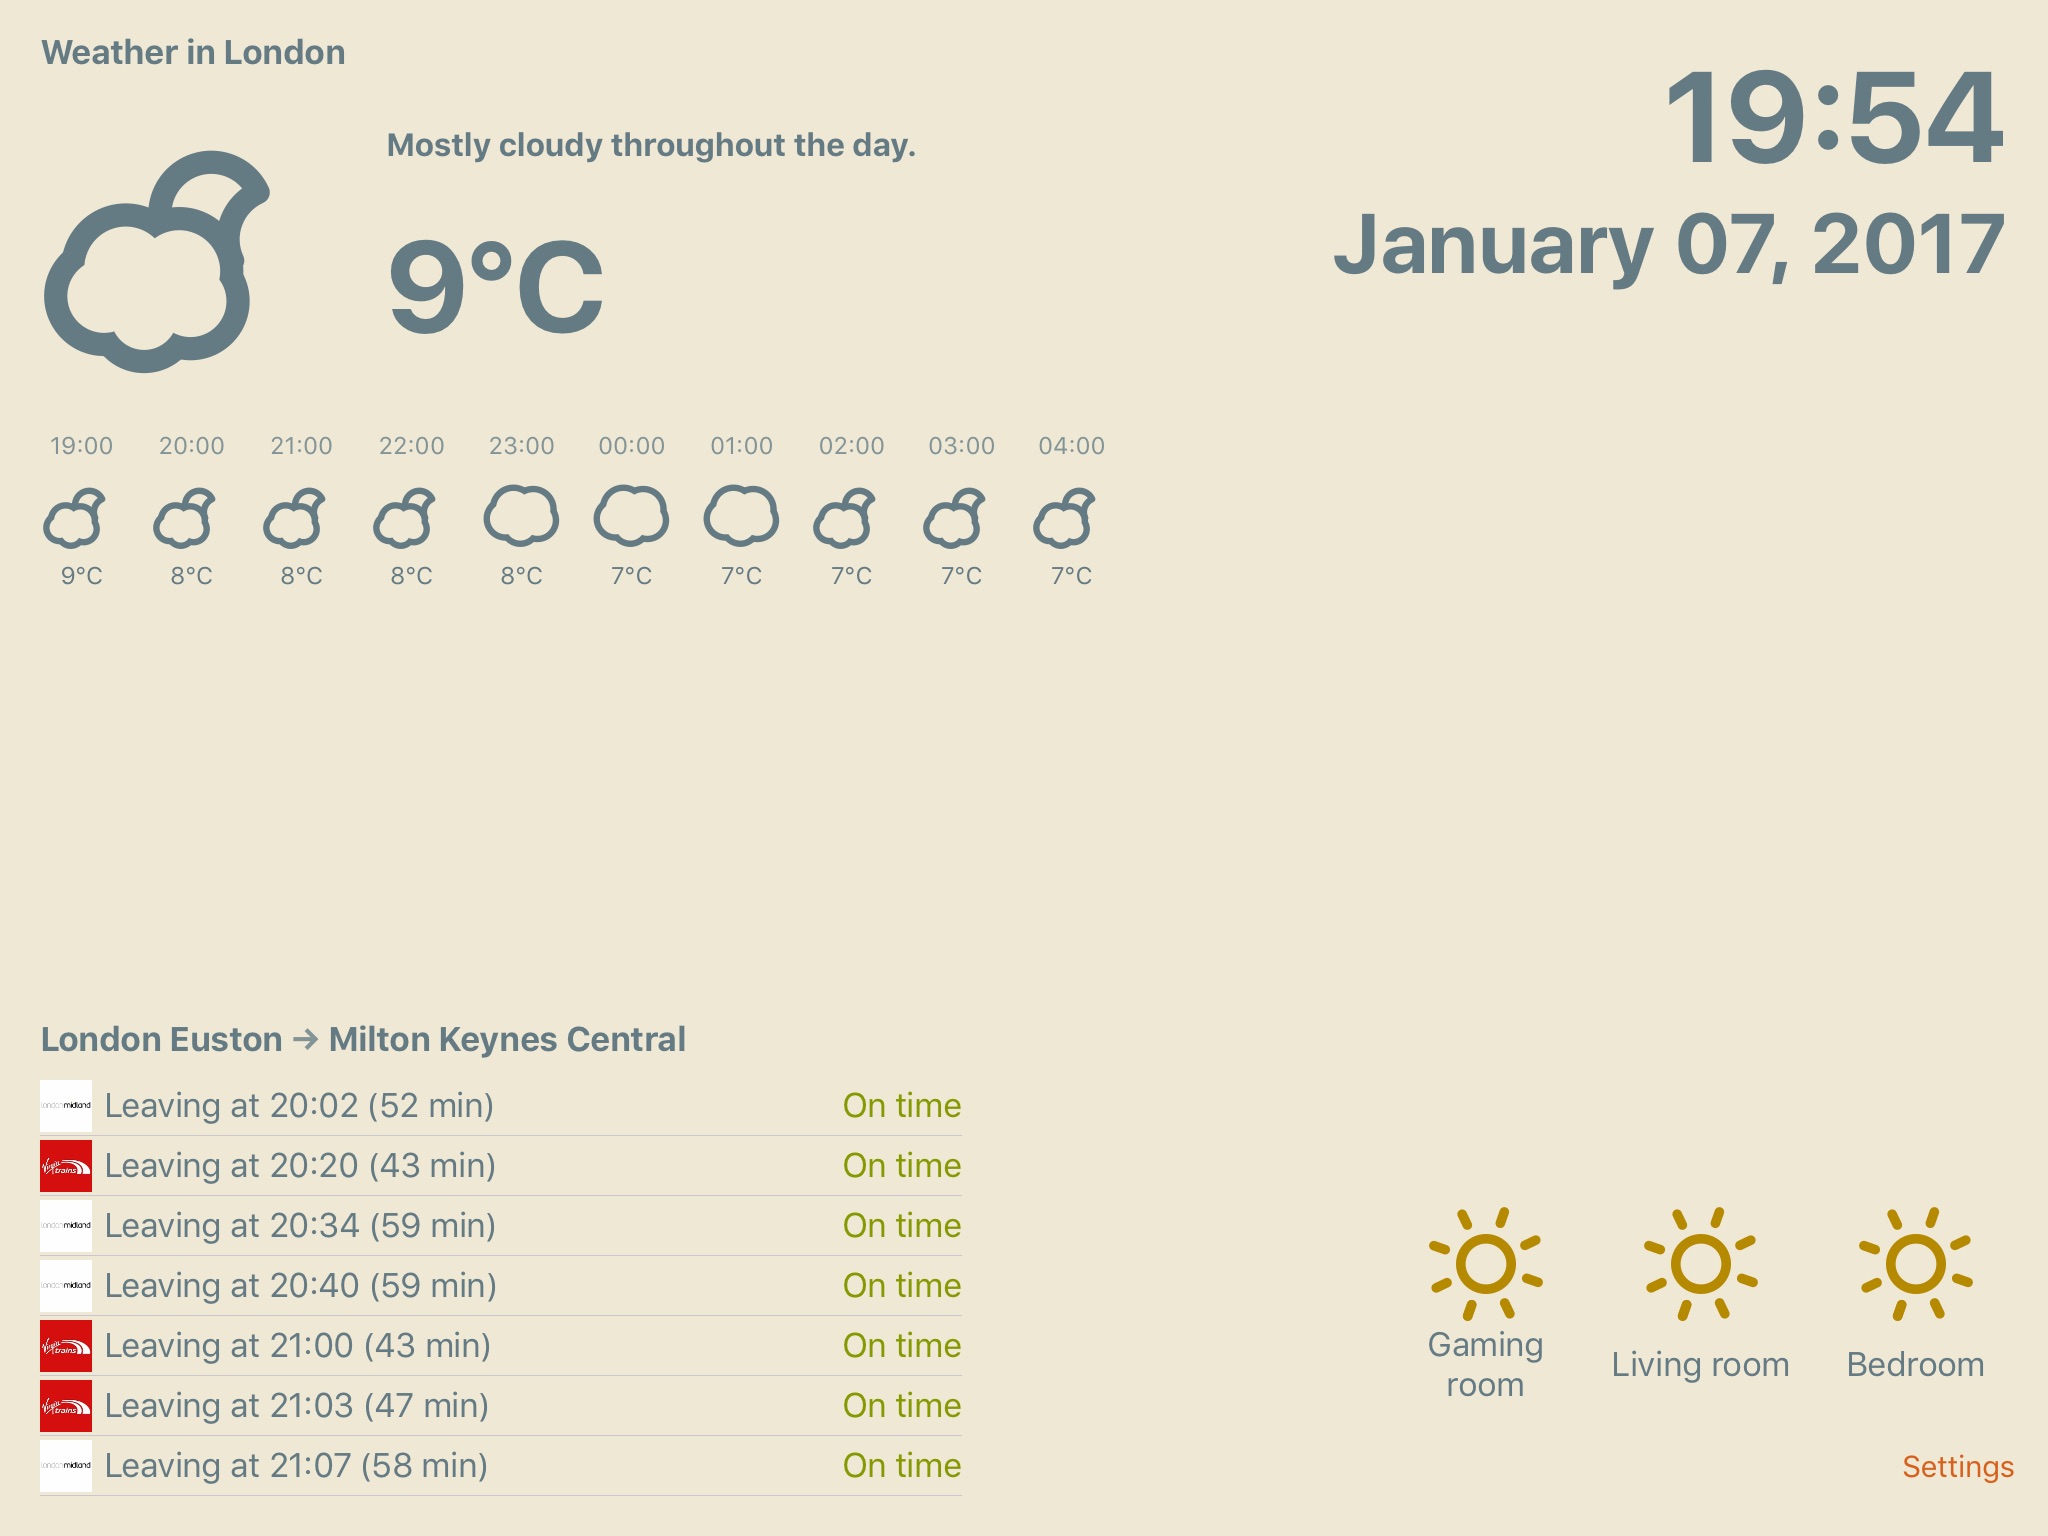 Weather in London
19:54
January 07, 2017
Mostly cloudy throughout the day.
9°C
19:00 20:00 21:00 22:00 23:00 00:00 01:00 02:00 03:00 04:00
9°C 8°C 8°C 8°C 8°C 7°C 7°C 7°C 7°C 7°C
London Euston → Milton Keynes Central
londonmidland Leaving at 20:02 (52 min) On time
Virgin trains Leaving at 20:20 (43 min) On time
londonmidland Leaving at 20:34 (59 min) On time
londonmidland Leaving at 20:40 (59 min) On time
Virgin trains Leaving at 21:00 (43 min) On time
Virgin trains Leaving at 21:03 (47 min) On time
londonmidland Leaving at 21:07 (58 min) On time
Gaming
room
Living room
Bedroom
Settings